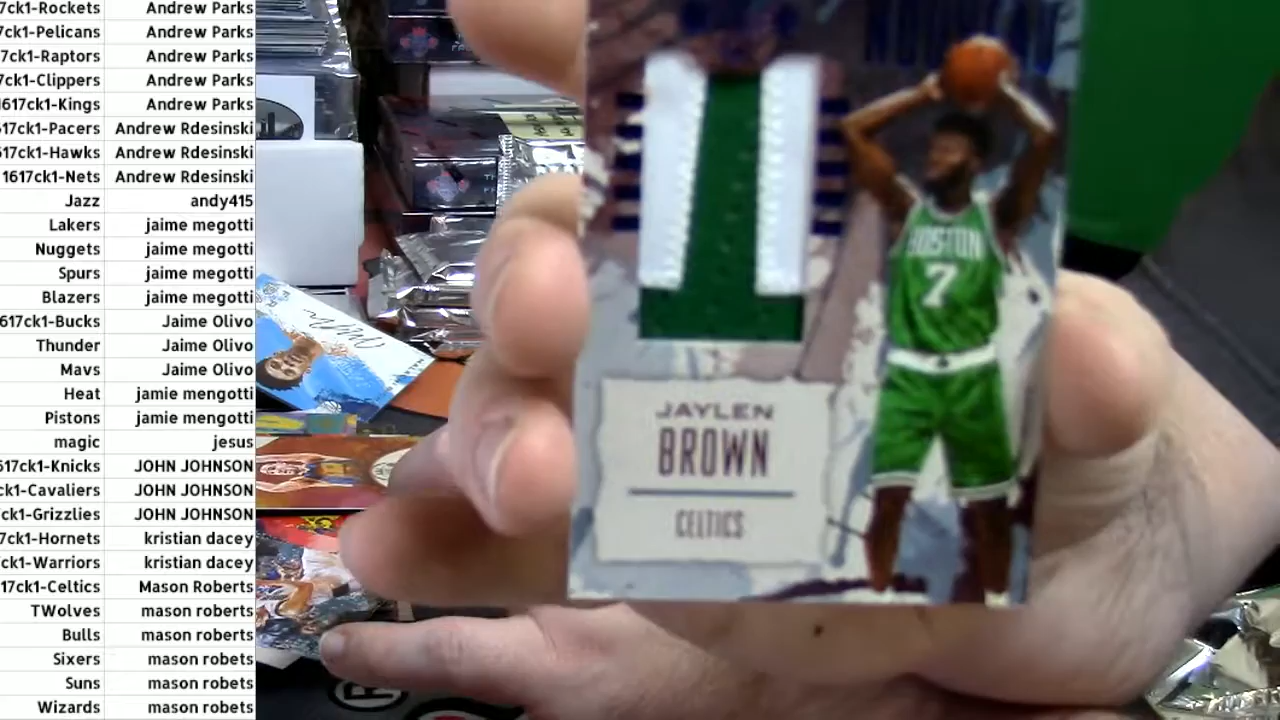 7ck1-Rockets Andrew Parks
7ck1-Pelicans Andrew Parks
7ck1-Raptors Andrew Parks
7ck1-Clippers Andrew Parks
1617ck1-Kings Andrew Parks
617ck1-Pacers Andrew Rdesinski
617ck1-Hawks Andrew Rdesinski
1617ck1-Nets Andrew Rdesinski
Jazz andy415
Lakers jaime megotti
Nuggets jaime megotti
Spurs jaime megotti
Blazers jaime megotti
617ck1-Bucks Jaime Olivo
Thunder Jaime Olivo
Mavs Jaime Olivo
Heat jamie mengotti
Pistons jamie mengotti
magic jesus
617ck1-Knicks JOHN JOHNSON
ck1-Cavaliers JOHN JOHNSON
ck1-Grizzlies JOHN JOHNSON
7ck1-Hornets kristian dacey
ck1-Warriors kristian dacey
17ck1-Celtics Mason Roberts
TWolves mason roberts
Bulls mason roberts
Sixers mason robets
Suns mason robets
Wizards mason robets
BOSTON
7
JAYLEN
BROWN
CELTICS